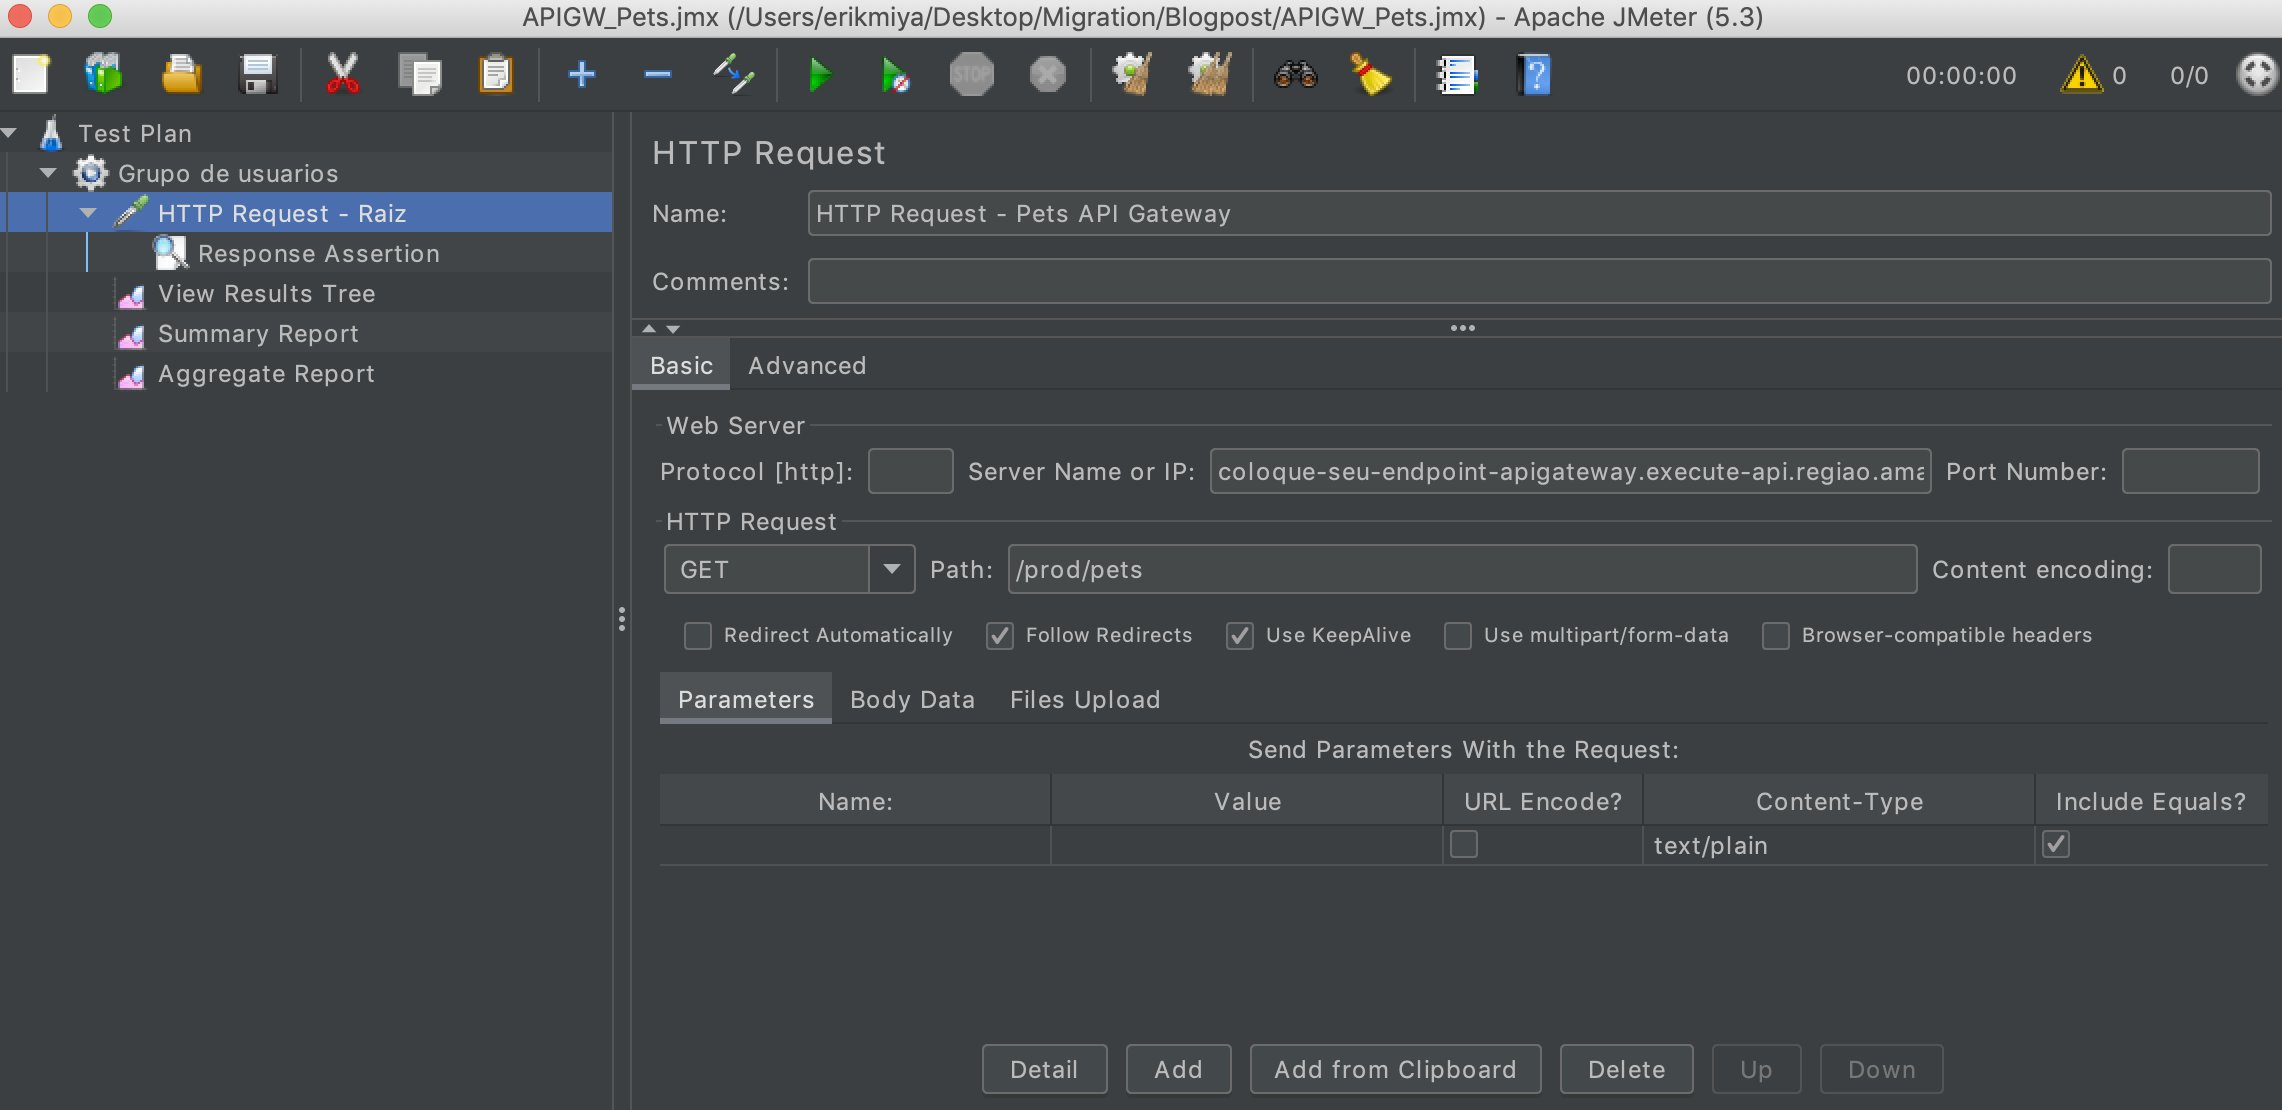 APIGW_Pets.jmx (/Users/erikmiya/Desktop/Migration/Blogpost/APIGW_Pets.jmx) - Apache JMeter (5.3)
STOP
00:00:00 0 0/0
Test Plan
Grupo de usuarios
HTTP Request - Raiz
Response Assertion
View Results Tree
Summary Report
Aggregate Report
HTTP Request
Name: HTTP Request - Pets API Gateway
Comments:
Basic Advanced
Web Server
Protocol [http]: Server Name or IP: coloque-seu-endpoint-apigateway.execute-api.regiao.ama Port Number:
HTTP Request
GET Path: /prod/pets Content encoding:
Redirect Automatically Follow Redirects Use KeepAlive Use multipart/form-data Browser-compatible headers
Parameters Body Data Files Upload
Send Parameters With the Request:
Name: Value URL Encode? Content-Type Include Equals?
text/plain
Detail Add Add from Clipboard Delete Up Down